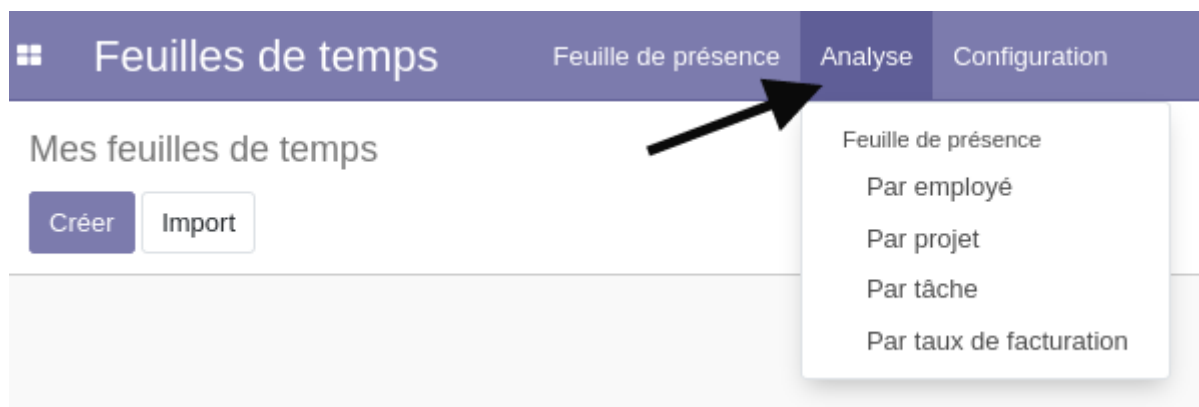 Feuilles de temps
Feuille de présence
Analyse
Configuration
Mes feuilles de temps
Créer
Import
Feuille de présence
Par employé
Par projet
Par tâche
Par taux de facturation